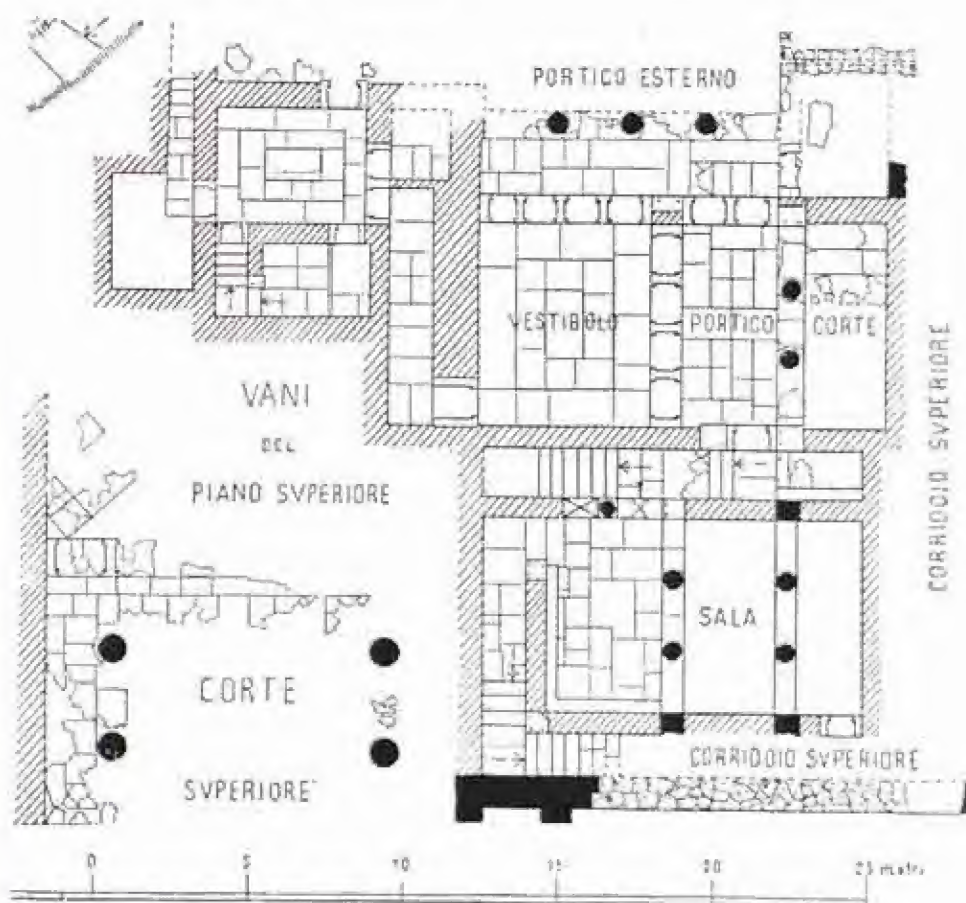 PORTICO ESTERNO
VESTIBOLO
PORTICO
CORTE
CORRIDOIO SVPERIORE
VANI
DEL
PIANO SVPERIORE
SALA
CORTE
SVPERIORE
CORRIDOIO SVPERIORE
0 5 10 15 20 25 metri